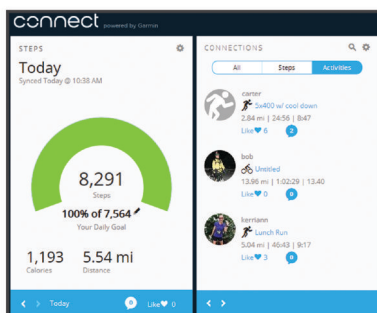 connect powered by Garmin
STEPS
Today
Synced Today @ 10:38 AM
8,291
Steps
100% of 7,564
Your Daily Goal
1,193
Calories
5.54 mi
Distance
Today
0
Like 0
CONNECTIONS
All
Steps
Activities
carter
5x400 w/ cool down
2.84 mi | 24:56 | 8:47
Like 6
2
bob
Untitled
13.96 mi | 1:02:29 | 13.40
Like 0
0
kerriann
Lunch Run
5.04 mi | 46:43 | 9:17
Like 3
0